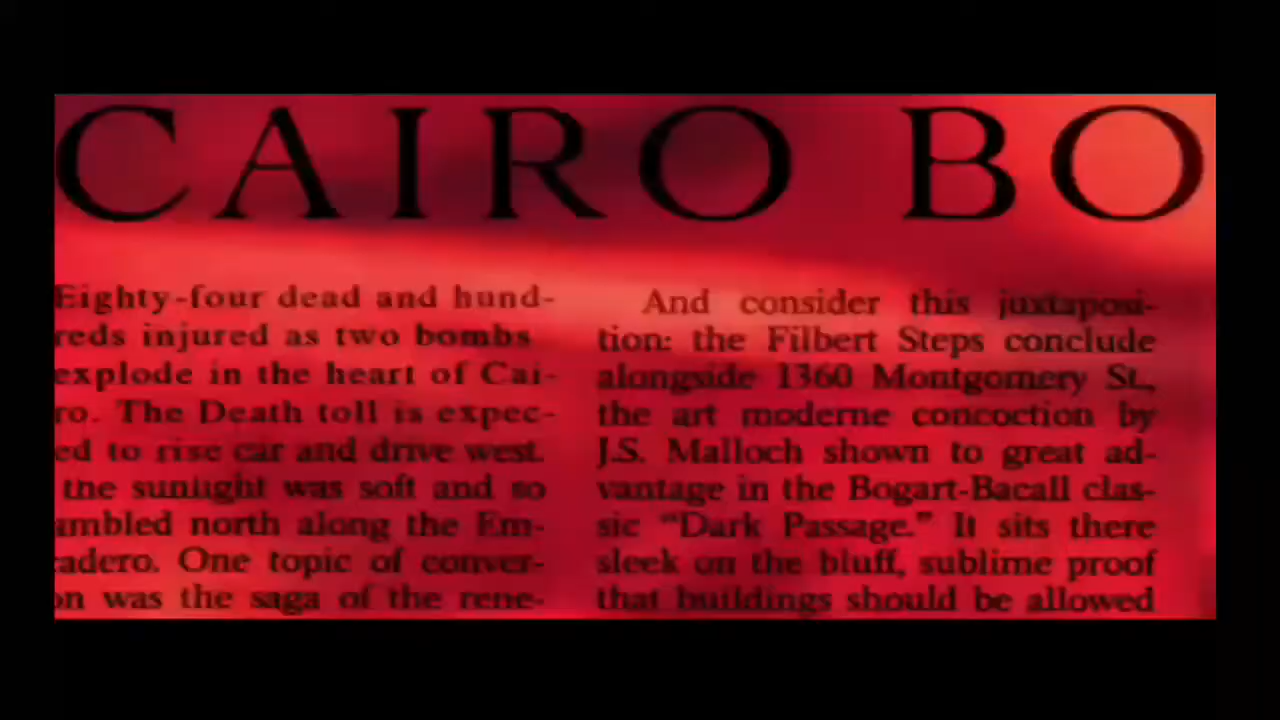 CAIRO BO
Eighty-four dead and hund-
reds injured as two bombs
explode in the heart of Cai-
ro. The Death toll is expec-
ed to rise car and drive west.
the sunlight was soft and so
ambled north along the Em-
cadero. One topic of conver-
on was the saga of the rene-
And consider this juxtaposi-
tion: the Filbert Steps conclude
alongside 1360 Montgomery St.,
the art moderne concoction by
J.S. Malloch shown to great ad-
vantage in the Bogart-Bacall clas-
sic “Dark Passage.” It sits there
sleek on the bluff, sublime proof
that buildings should be allowed